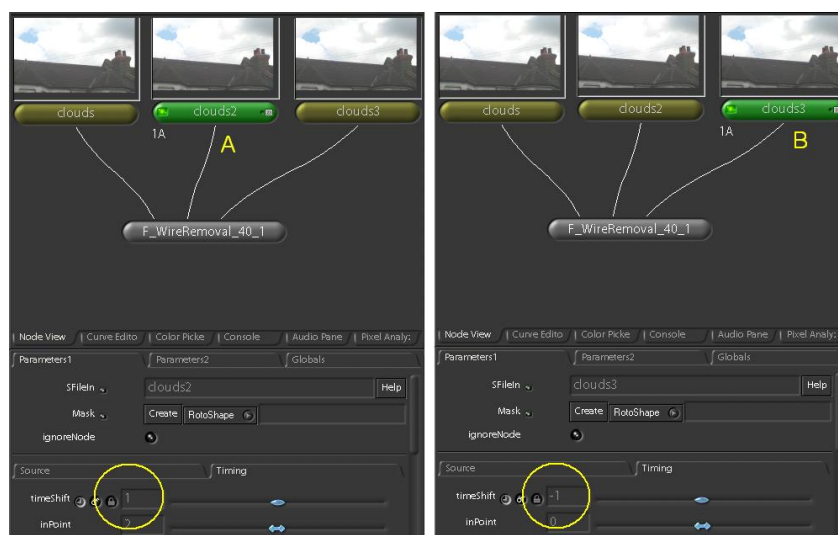 clouds
clouds2
clouds3
1A
A
F_WireRemoval_40_1
Node View
Curve Edito
Color Picke
Console
Audio Pane
Pixel Analy:
Parameters1
Parameters2
Globals
SFileIn
clouds2
Help
Mask
Create
RotoShape
ignoreNode
Source
Timing
timeShift
1
inPoint
2
clouds
clouds2
clouds3
1A
B
F_WireRemoval_40_1
Node View
Curve Edito
Color Picke
Console
Audio Pane
Pixel Analy:
Parameters1
Parameters2
Globals
SFileIn
clouds3
Help
Mask
Create
RotoShape
ignoreNode
Source
Timing
timeShift
-1
inPoint
0